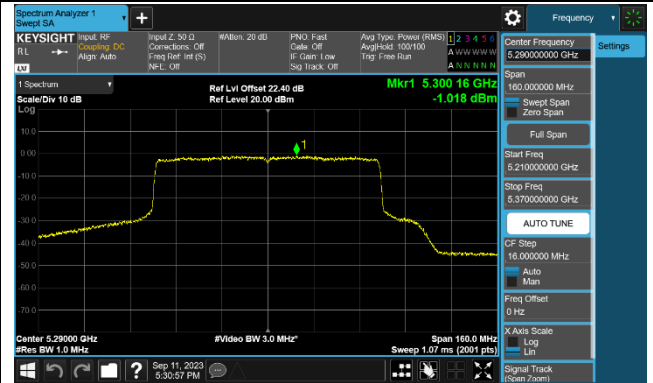 Spectrum Analyzer 1
Swept SA
Frequency
KEYSIGHT
RL
LXI
Input: RF
Coupling: DC
Align: Auto
Input Z: 50 Ω
Corrections: Off
Freq Ref: Int (S)
NFE: Off
#Atten: 20 dB
PNO: Fast
Gate: Off
IF Gain: Low
Sig Track: Off
Avg Type: Power (RMS)
Avg|Hold: 100/100
Trig: Free Run
1 2 3 4 5 6
A W W W W W
A N N N N N
1 Spectrum
Scale/Div 10 dB
Log
Ref Lvl Offset 22.40 dB
Ref Level 20.00 dBm
Mkr1 5.300 16 GHz
-1.018 dBm
10.0
0.00
-10.0
-20.0
-30.0
-40.0
-50.0
-60.0
-70.0
1
Center 5.29000 GHz
#Res BW 1.0 MHz
#Video BW 3.0 MHz*
Span 160.0 MHz
Sweep 1.07 ms (2001 pts)
Center Frequency
5.290000000 GHz
Settings
Span
160.000000 MHz
Swept Span
Zero Span
Full Span
Start Freq
5.210000000 GHz
Stop Freq
5.370000000 GHz
AUTO TUNE
CF Step
16.000000 MHz
Auto
Man
Freq Offset
0 Hz
X Axis Scale
Log
Lin
Signal Track
(Span Zoom)
Sep 11, 2023
5:30:57 PM